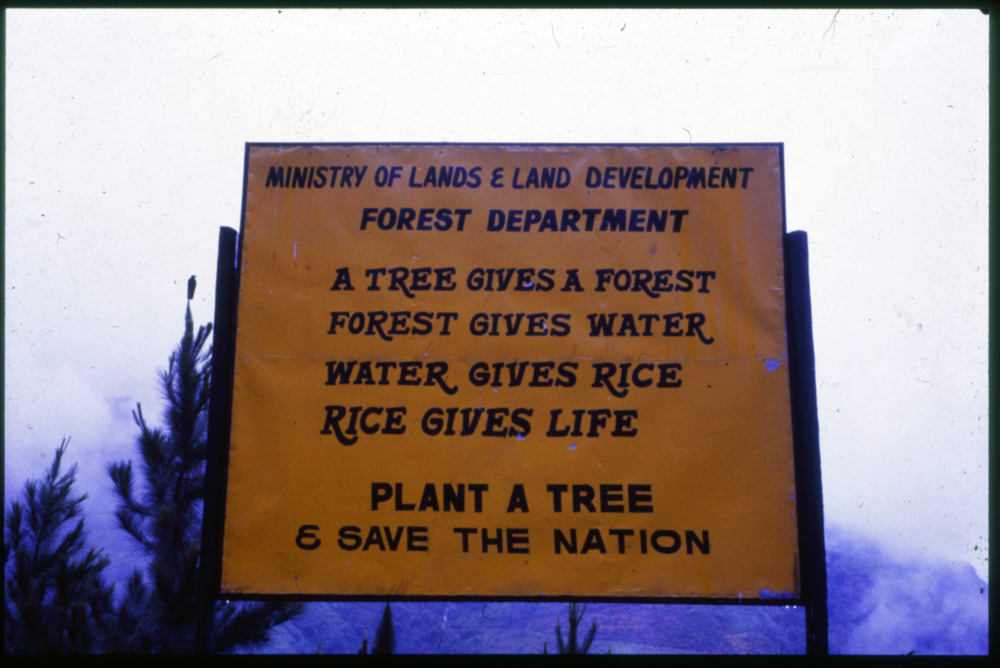 MINISTRY OF LANDS & LAND DEVELOPMENT
FOREST DEPARTMENT
A TREE GIVES A FOREST
FOREST GIVES WATER
WATER GIVES RICE
RICE GIVES LIFE
PLANT A TREE
& SAVE THE NATION